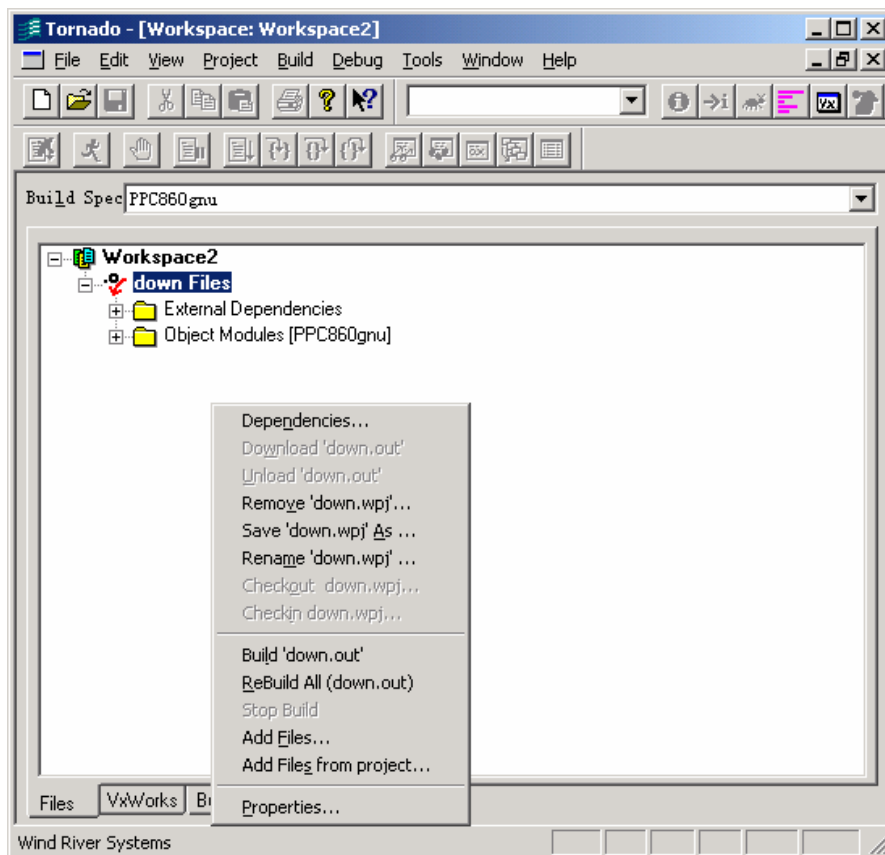 Tornado - [Workspace: Workspace2]
File Edit View Project Build Debug Tools Window Help
Build Spec PPC860gnu
Workspace2
down Files
External Dependencies
Object Modules [PPC860gnu]
Dependencies...
Download 'down.out'
Unload 'down.out'
Remove 'down.wpj'...
Save 'down.wpj' As ...
Rename 'down.wpj' ...
Checkout down.wpj...
Checkin down.wpj...
Build 'down.out'
ReBuild All (down.out)
Stop Build
Add Files...
Add Files from project...
Properties...
Files VxWorks
Wind River Systems